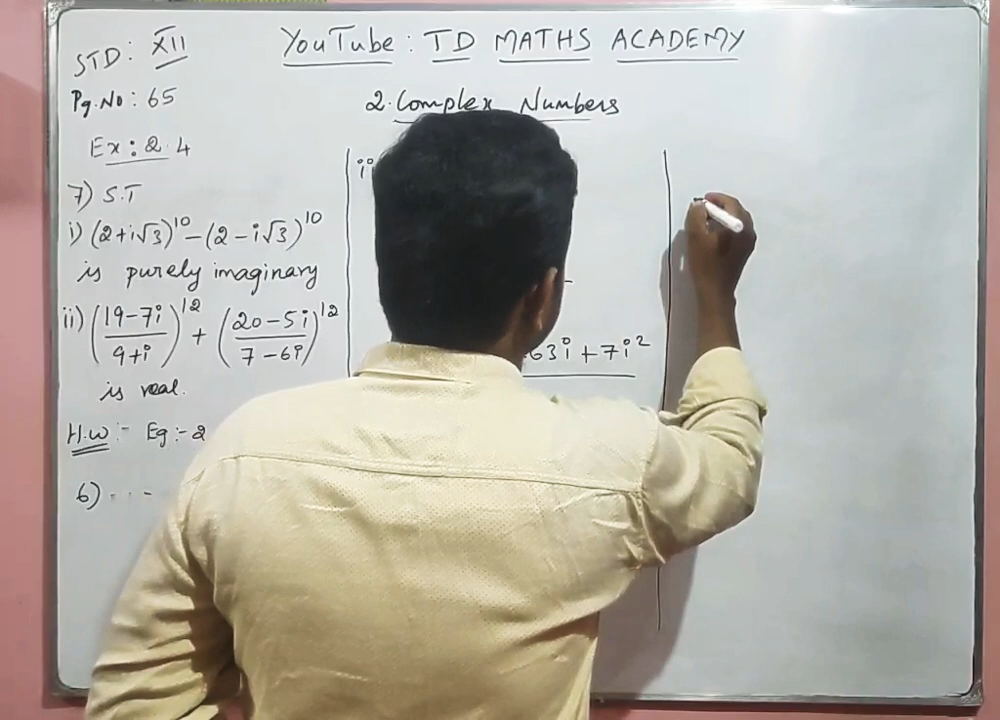 STD: XII
YouTube: TD MATHS ACADEMY
Pg.No: 65
2. Complex Numbers
Ex: 2.4
7) S.T
i) (2+i√3)¹⁰ − (2−i√3)¹⁰
is purely imaginary
ii) ((19−7i)/(9+i))¹² + ((20−5i)/(7−6i))¹²
is real.
H.W:- Eg:-2
6) ...-
63i + 7i²